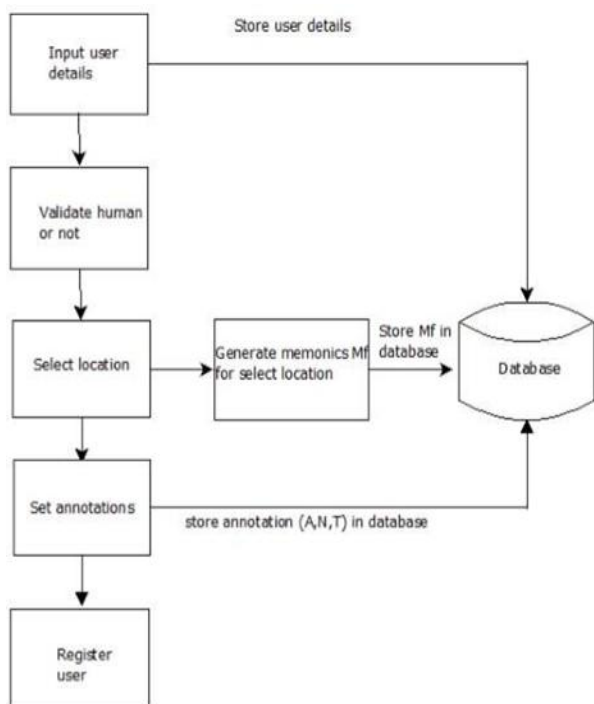 Store user details
Input user
details
Validate human
or not
Select location
Generate memonics Mf
for select location
Store Mf in
database
Database
Set annotations
store annotation (A,N,T) in database
Register
user